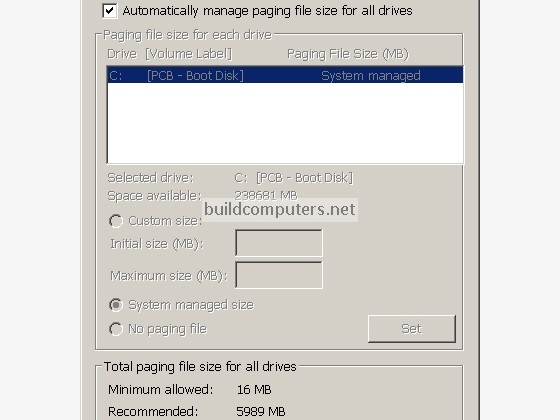 Automatically manage paging file size for all drives
Paging file size for each drive
Drive [Volume Label] Paging File Size (MB)
C: [PCB - Boot Disk] System managed
Selected drive: C: [PCB - Boot Disk]
Space available: 238681 MB
buildcomputers.net
Custom size:
Initial size (MB):
Maximum size (MB):
System managed size
No paging file Set
Total paging file size for all drives
Minimum allowed: 16 MB
Recommended: 5989 MB